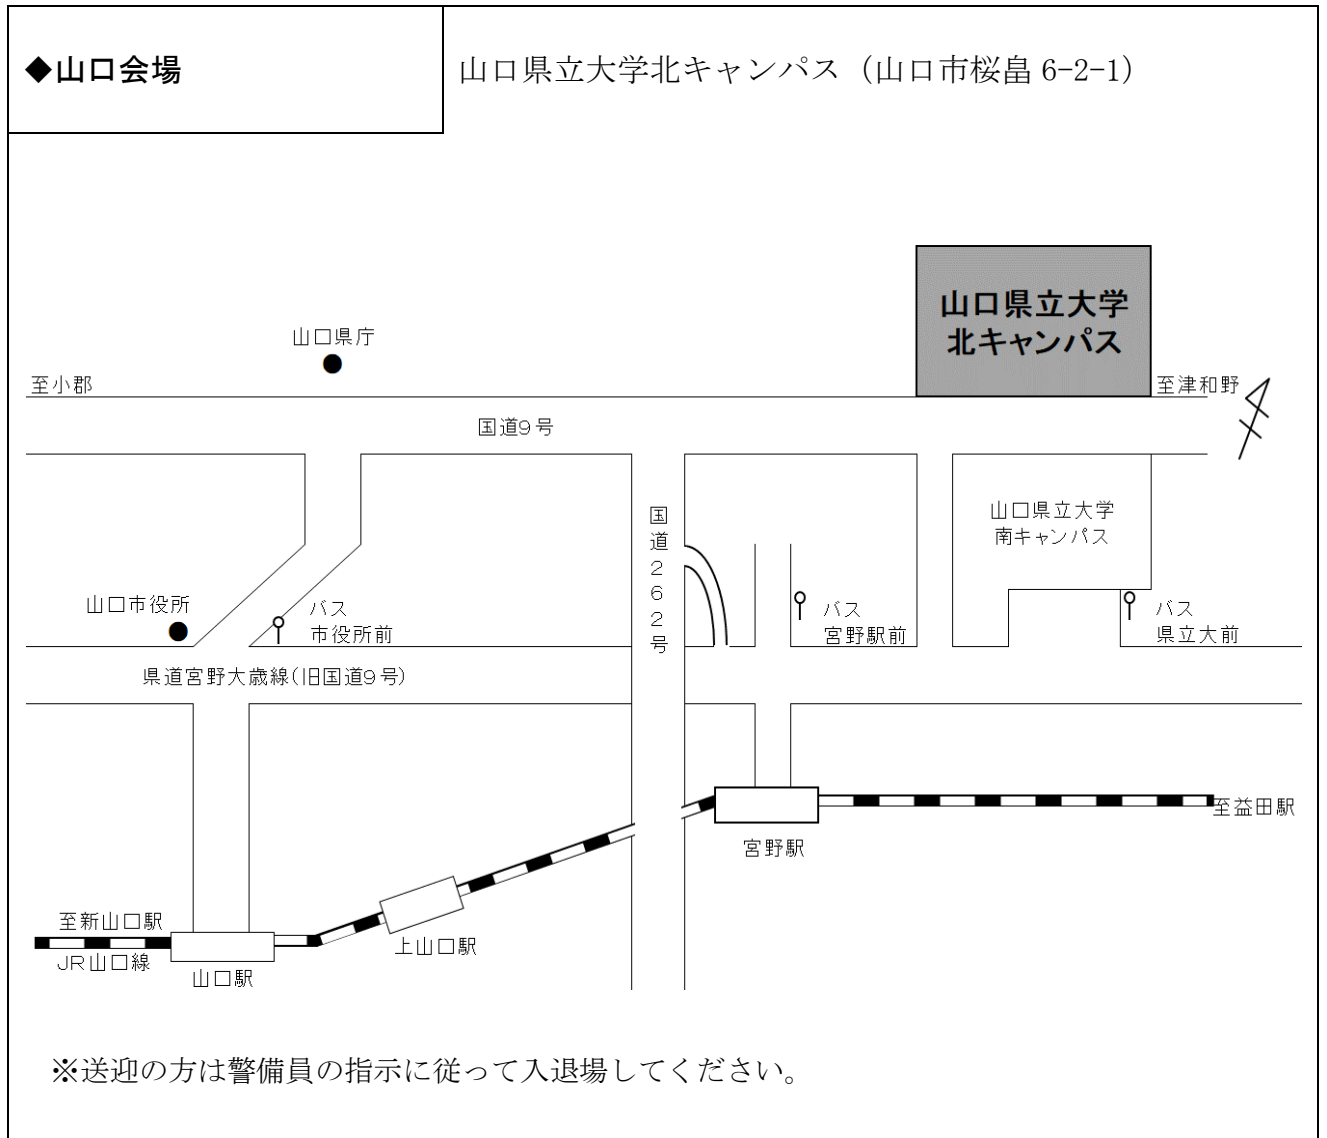 ◆山口会場
山口県立大学北キャンパス（山口市桜畠 6-2-1）
山口県立大学
北キャンパス
山口県庁
至小郡
至津和野
国道9号
国道262号
山口県立大学
南キャンパス
山口市役所
バス
市役所前
バス
宮野駅前
バス
県立大前
県道宮野大歳線(旧国道9号)
至益田駅
宮野駅
至新山口駅
JR山口線
山口駅
上山口駅
※送迎の方は警備員の指示に従って入退場してください。